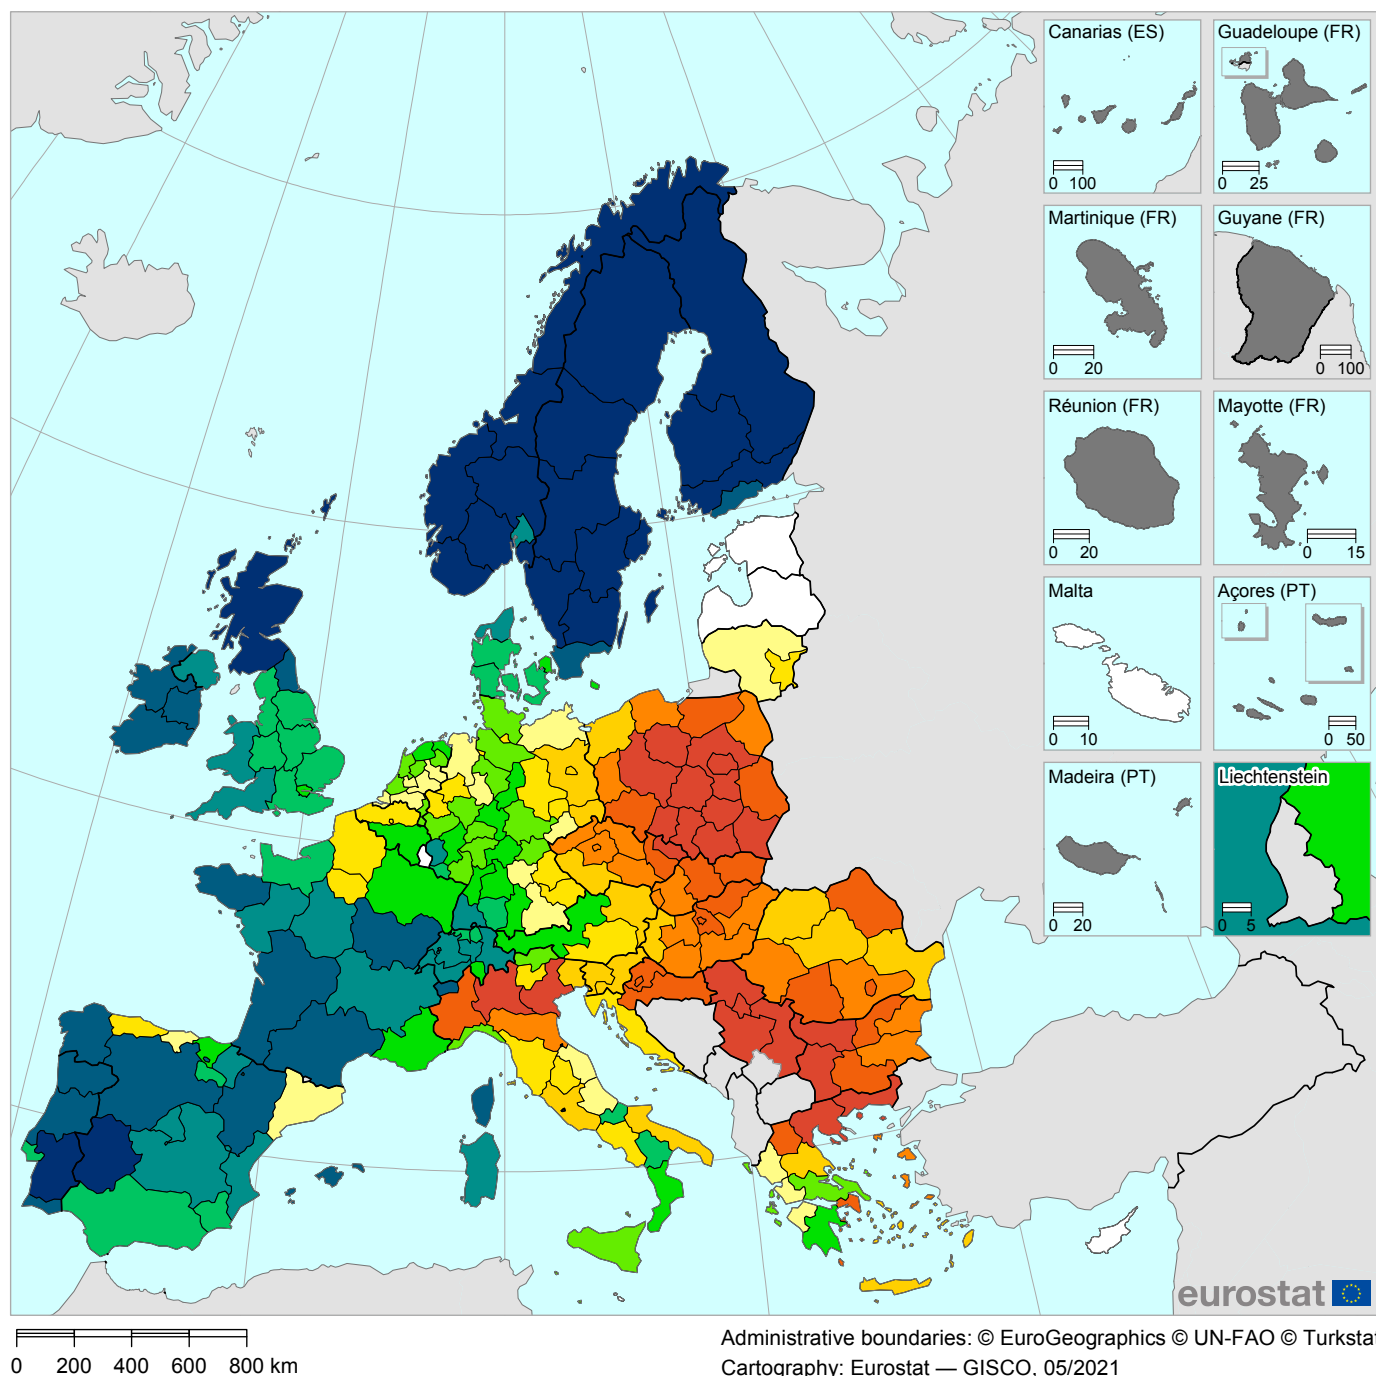 Canarias (ES)
0 100
Guadeloupe (FR)
0 25
Martinique (FR)
0 20
Guyane (FR)
0 100
Réunion (FR)
0 20
Mayotte (FR)
0 15
Malta
0 10
Açores (PT)
0 50
Madeira (PT)
0 20
Liechtenstein
0 5
eurostat
0 200 400 600 800 km
Administrative boundaries: © EuroGeographics © UN-FAO © Turkstat
Cartography: Eurostat — GISCO, 05/2021